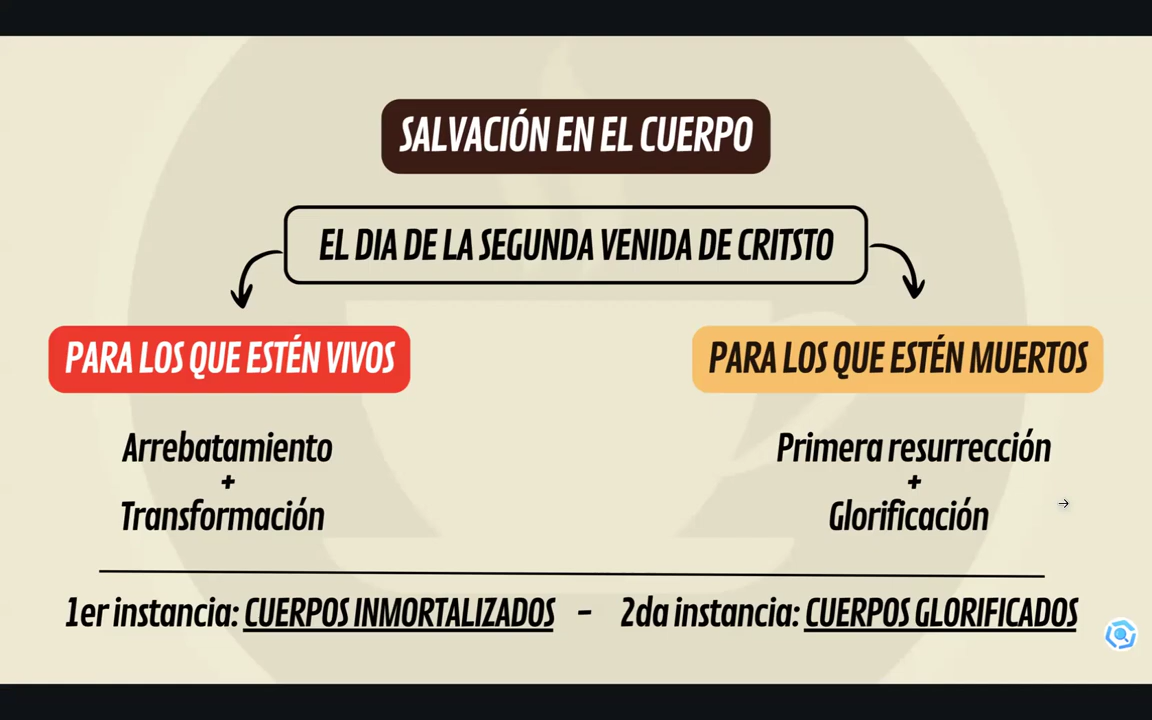 SALVACIÓN EN EL CUERPO
EL DIA DE LA SEGUNDA VENIDA DE CRITSTO
PARA LOS QUE ESTÉN VIVOS
PARA LOS QUE ESTÉN MUERTOS
Arrebatamiento
+
Transformación
Primera resurrección
+
Glorificación
1er instancia: CUERPOS INMORTALIZADOS - 2da instancia: CUERPOS GLORIFICADOS